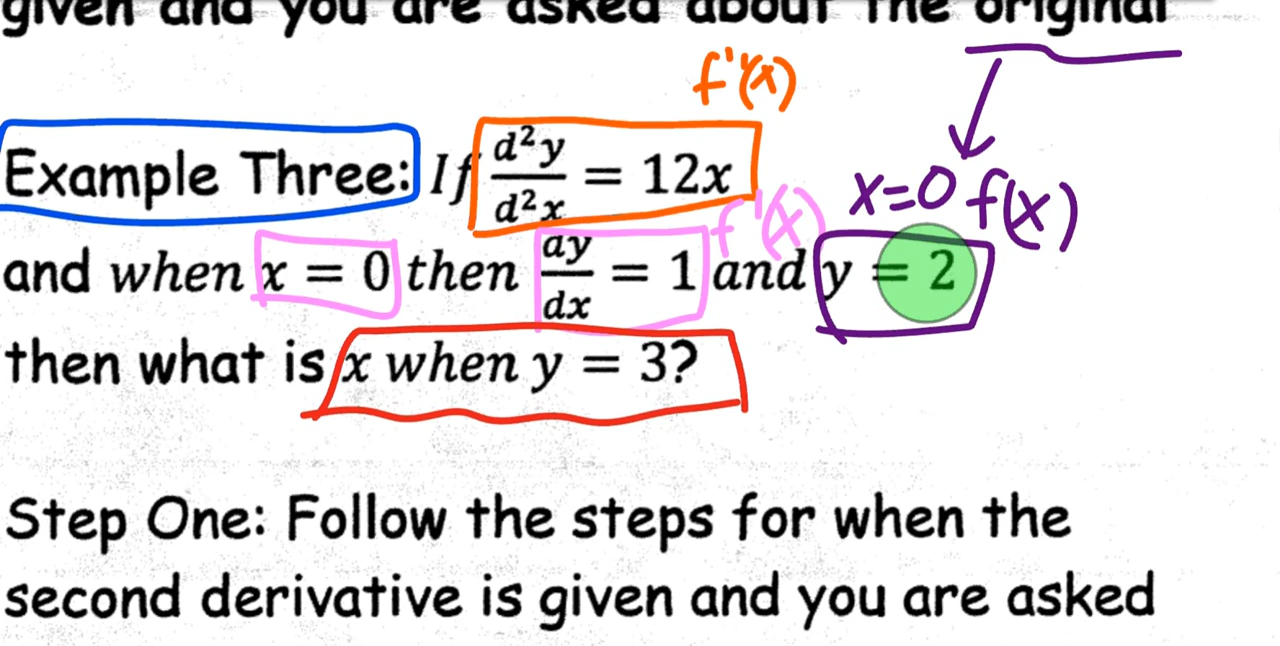 given and you are asked about the original
f''(x)
Example Three: If d²y/d²x = 12x
x=0 f(x)
f'(x)
and when x = 0 then dy/dx = 1 and y = 2
then what is x when y = 3?
Step One: Follow the steps for when the
second derivative is given and you are asked